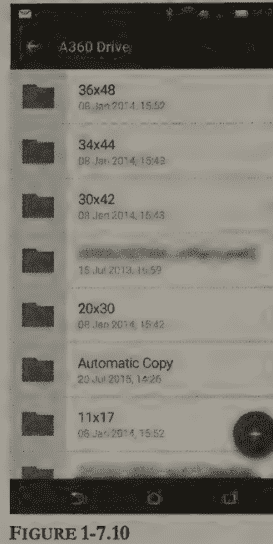 A360 Drive
36x48
08 Jan 2014, 15:52
34x44
08 Jan 2014, 15:43
30x42
08 Jan 2014, 15:43
15 Jul 2013, 16:59
20x30
08 Jan 2014, 15:42
Automatic Copy
20 Jul 2015, 14:26
11x17
08 Jan 2014, 15:52
FIGURE 1-7.10